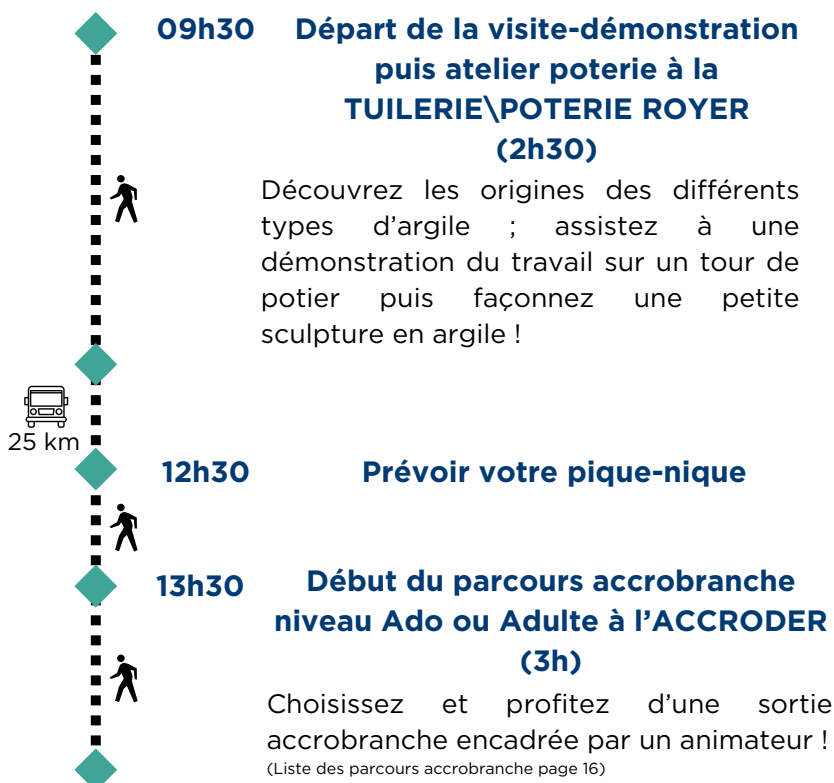 09h30 Départ de la visite-démonstration
puis atelier poterie à la
TUILERIE\POTERIE ROYER
(2h30)
Découvrez les origines des différents
types d'argile ; assistez à une
démonstration du travail sur un tour de
potier puis façonnez une petite
sculpture en argile !
25 km
12h30 Prévoir votre pique-nique
13h30 Début du parcours accrobranche
niveau Ado ou Adulte à l'ACCRODER
(3h)
Choisissez et profitez d'une sortie
accrobranche encadrée par un animateur !
(Liste des parcours accrobranche page 16)